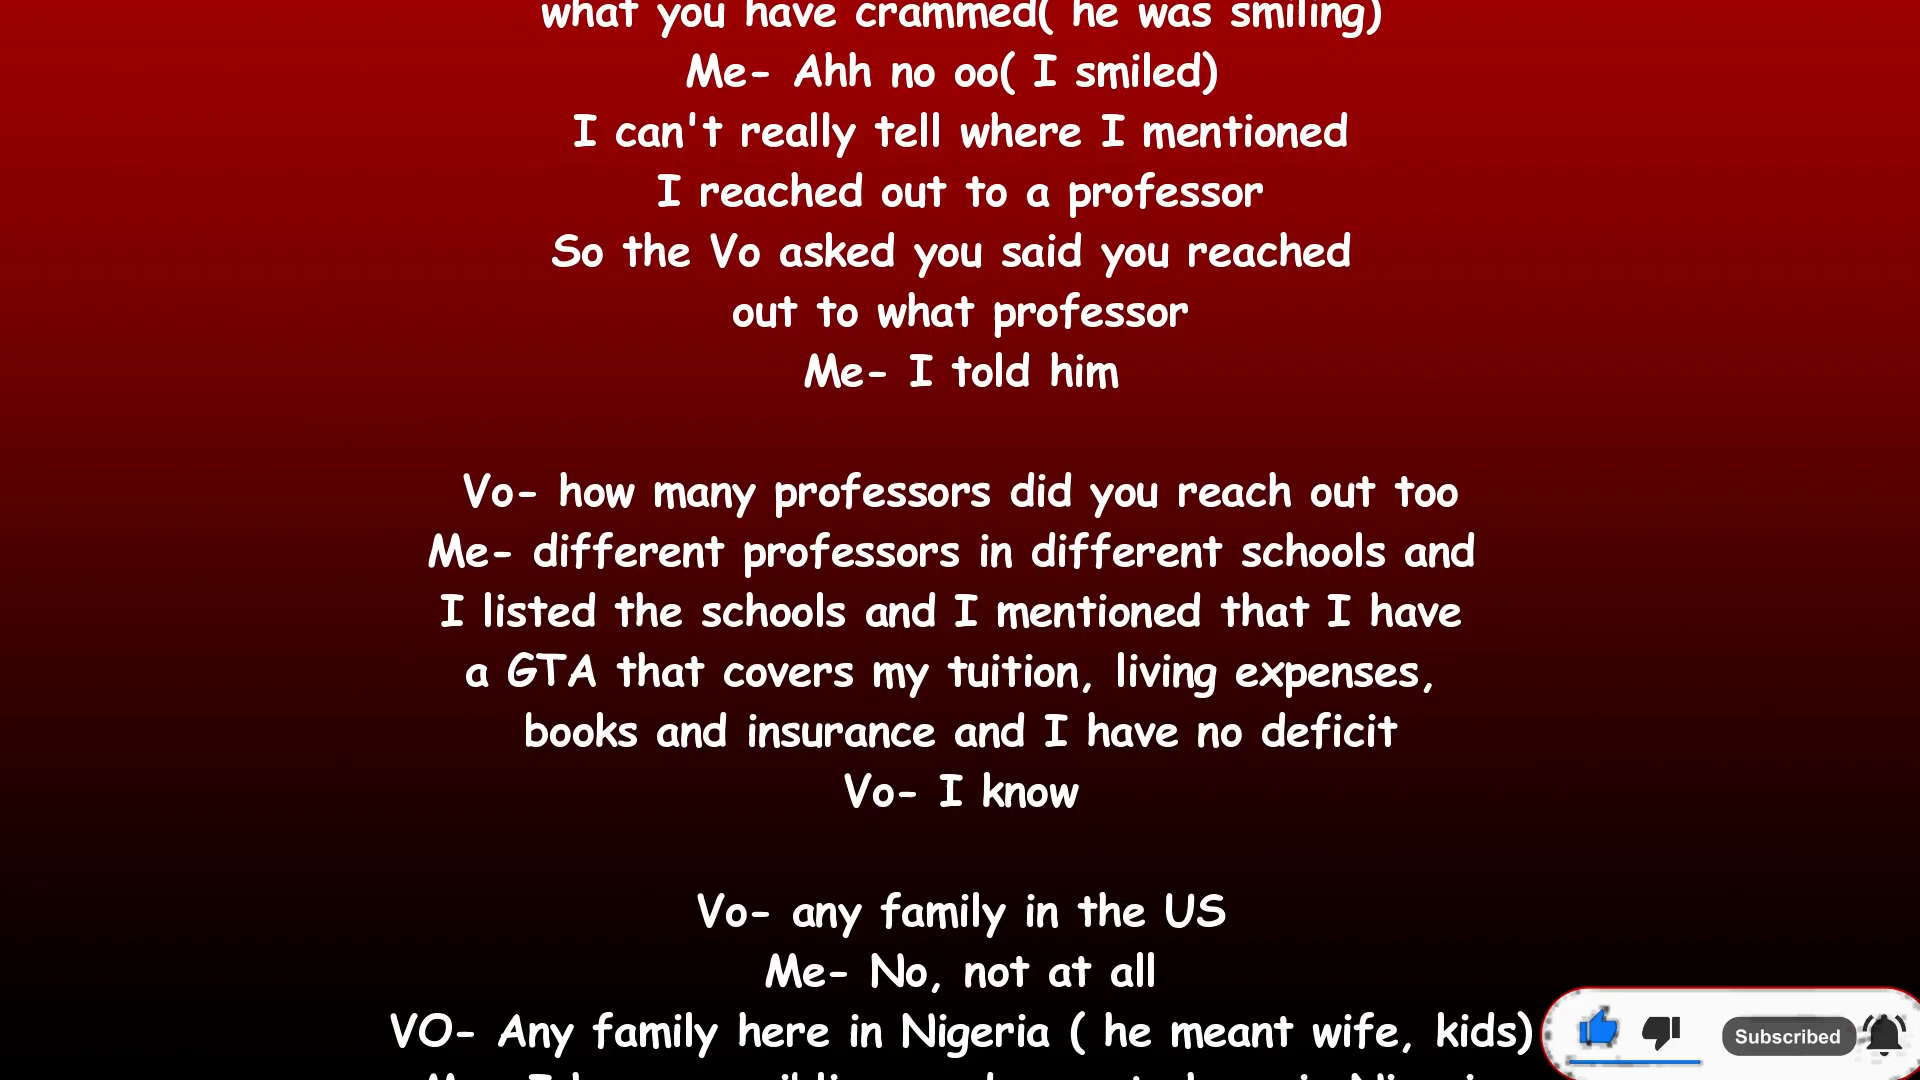 what you have crammed( he was smiling)
Me- Ahh no oo( I smiled)
I can't really tell where I mentioned
I reached out to a professor
So the Vo asked you said you reached
out to what professor
Me- I told him
Vo- how many professors did you reach out too
Me- different professors in different schools and
I listed the schools and I mentioned that I have
a GTA that covers my tuition, living expenses,
books and insurance and I have no deficit
Vo- I know
Vo- any family in the US
Me- No, not at all
VO- Any family here in Nigeria ( he meant wife, kids)
Subscribed